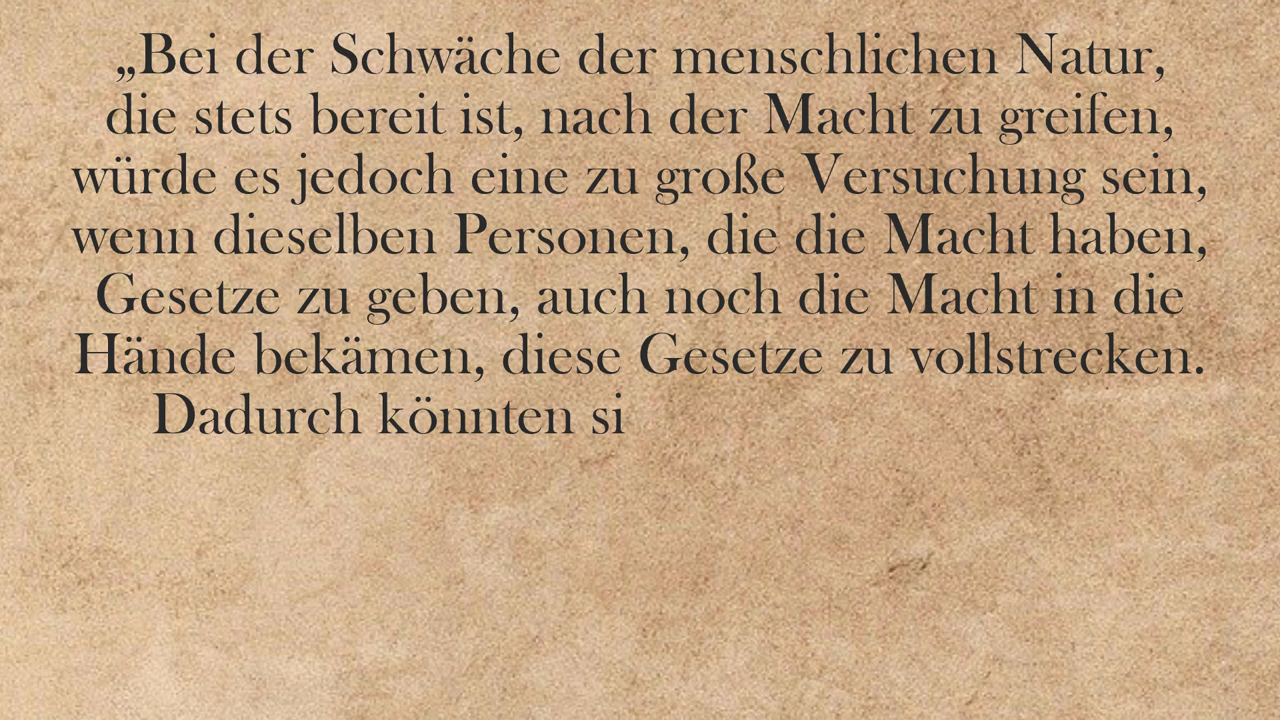 „Bei der Schwäche der menschlichen Natur,
die stets bereit ist, nach der Macht zu greifen,
würde es jedoch eine zu große Versuchung sein,
wenn dieselben Personen, die die Macht haben,
Gesetze zu geben, auch noch die Macht in die
Hände bekämen, diese Gesetze zu vollstrecken.
Dadurch könnten si